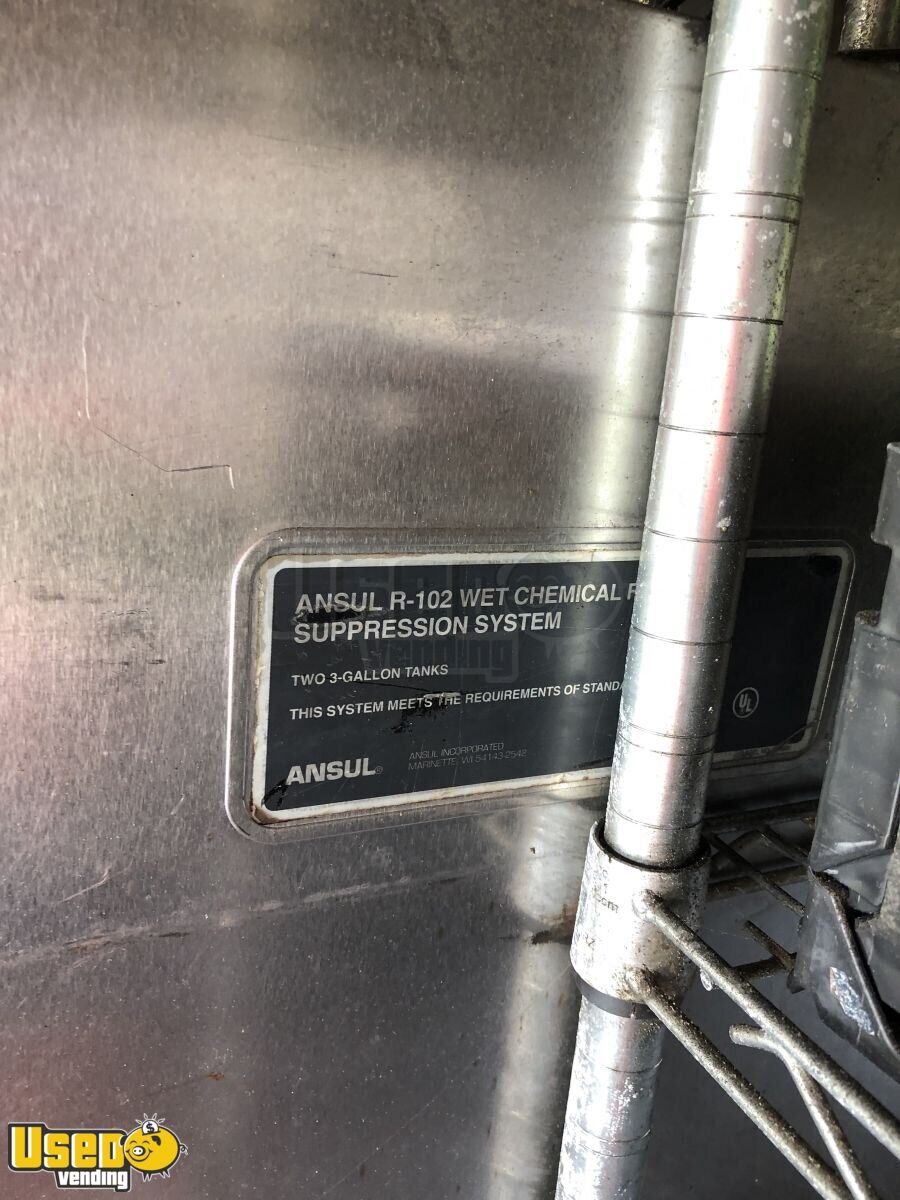 ANSUL R-102 WET CHEMICAL F
SUPPRESSION SYSTEM
TWO 3-GALLON TANKS
THIS SYSTEM MEETS THE REQUIREMENTS OF STANDA
UL
ANSUL®
ANSUL INCORPORATED
MARINETTE, WI 54143-2542
USED
vending